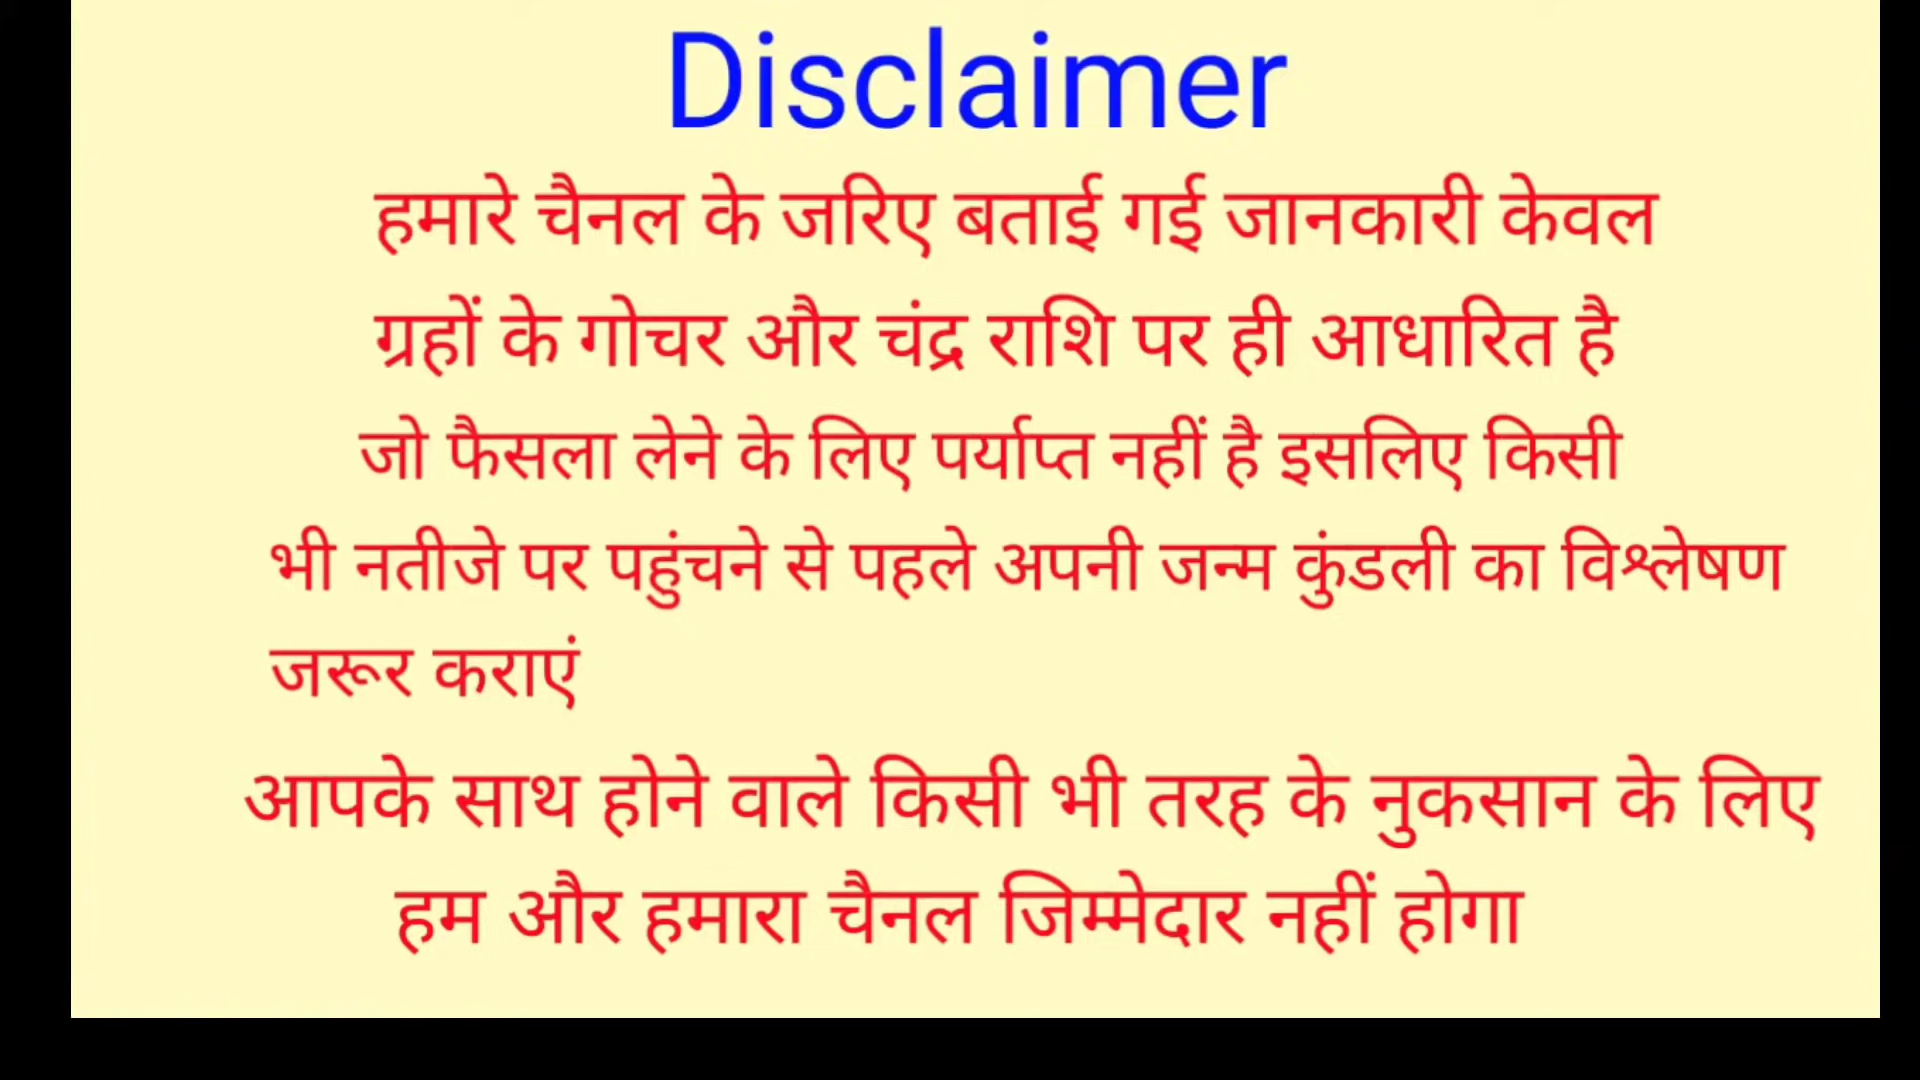 Disclaimer
हमारे चैनल के जरिए बताई गई जानकारी केवल
ग्रहों के गोचर और चंद्र राशि पर ही आधारित है
जो फैसला लेने के लिए पर्याप्त नहीं है इसलिए किसी
भी नतीजे पर पहुंचने से पहले अपनी जन्म कुंडली का विश्लेषण
जरूर कराएं
आपके साथ होने वाले किसी भी तरह के नुकसान के लिए
हम और हमारा चैनल जिम्मेदार नहीं होगा